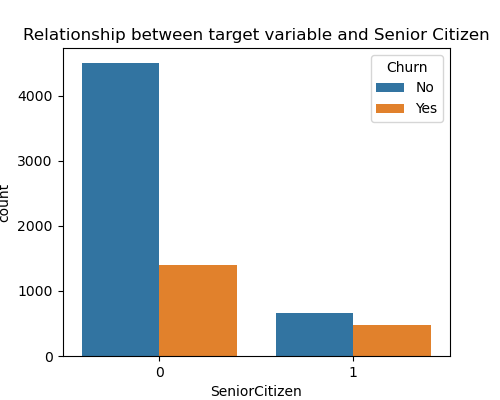 Relationship between target variable and Senior Citizen
Churn
No
Yes
4000
3000
2000
1000
0
count
0 1
SeniorCitizen